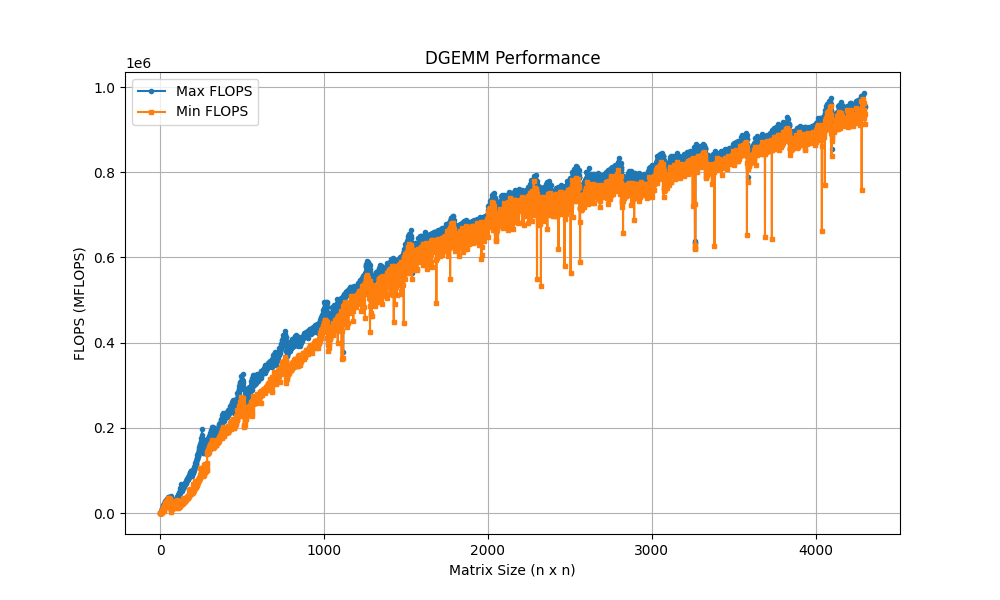 DGEMM Performance
1e6
Max FLOPS
Min FLOPS
1.0
0.8
0.6
0.4
0.2
0.0
FLOPS (MFLOPS)
0 1000 2000 3000 4000
Matrix Size (n x n)